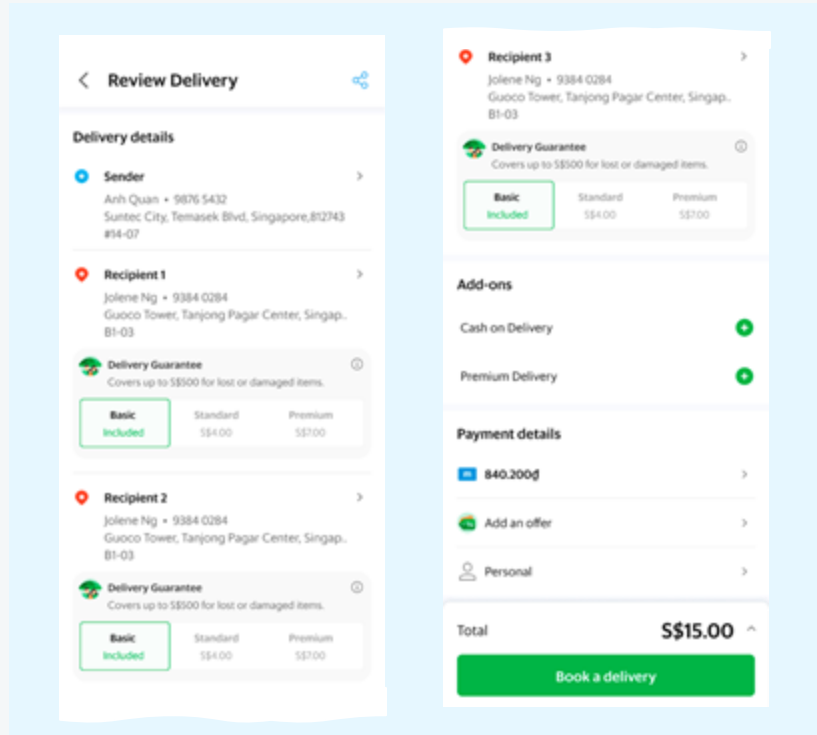 Review Delivery
Delivery details
Sender
Anh Quan • 9876 5432
Suntec City, Temasek Blvd, Singapore,812743
#14-07
Recipient 1
Jolene Ng • 9384 0284
Guoco Tower, Tanjong Pagar Center, Singap..
B1-03
Delivery Guarantee
Covers up to S$500 for lost or damaged items.
Basic Standard Premium
Included S$4.00 S$7.00
Recipient 2
Jolene Ng • 9384 0284
Guoco Tower, Tanjong Pagar Center, Singap..
B1-03
Delivery Guarantee
Covers up to S$500 for lost or damaged items.
Basic Standard Premium
Included S$4.00 S$7.00
Recipient 3
Jolene Ng • 9384 0284
Guoco Tower, Tanjong Pagar Center, Singap..
B1-03
Delivery Guarantee
Covers up to S$500 for lost or damaged items.
Basic Standard Premium
Included S$4.00 S$7.00
Add-ons
Cash on Delivery
Premium Delivery
Payment details
840.200₫
Add an offer
Personal
Total S$15.00
Book a delivery